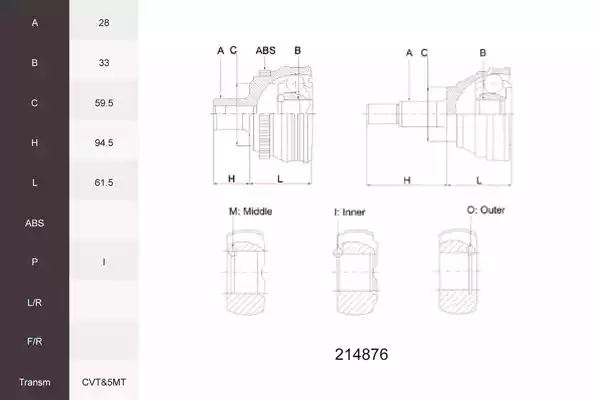 A 28
B 33
C 59.5
H 94.5
L 61.5
ABS
P I
L/R
F/R
Transm CVT&5MT
A C ABS B
H L
A C B
H L
M: Middle I: Inner O: Outer
214876